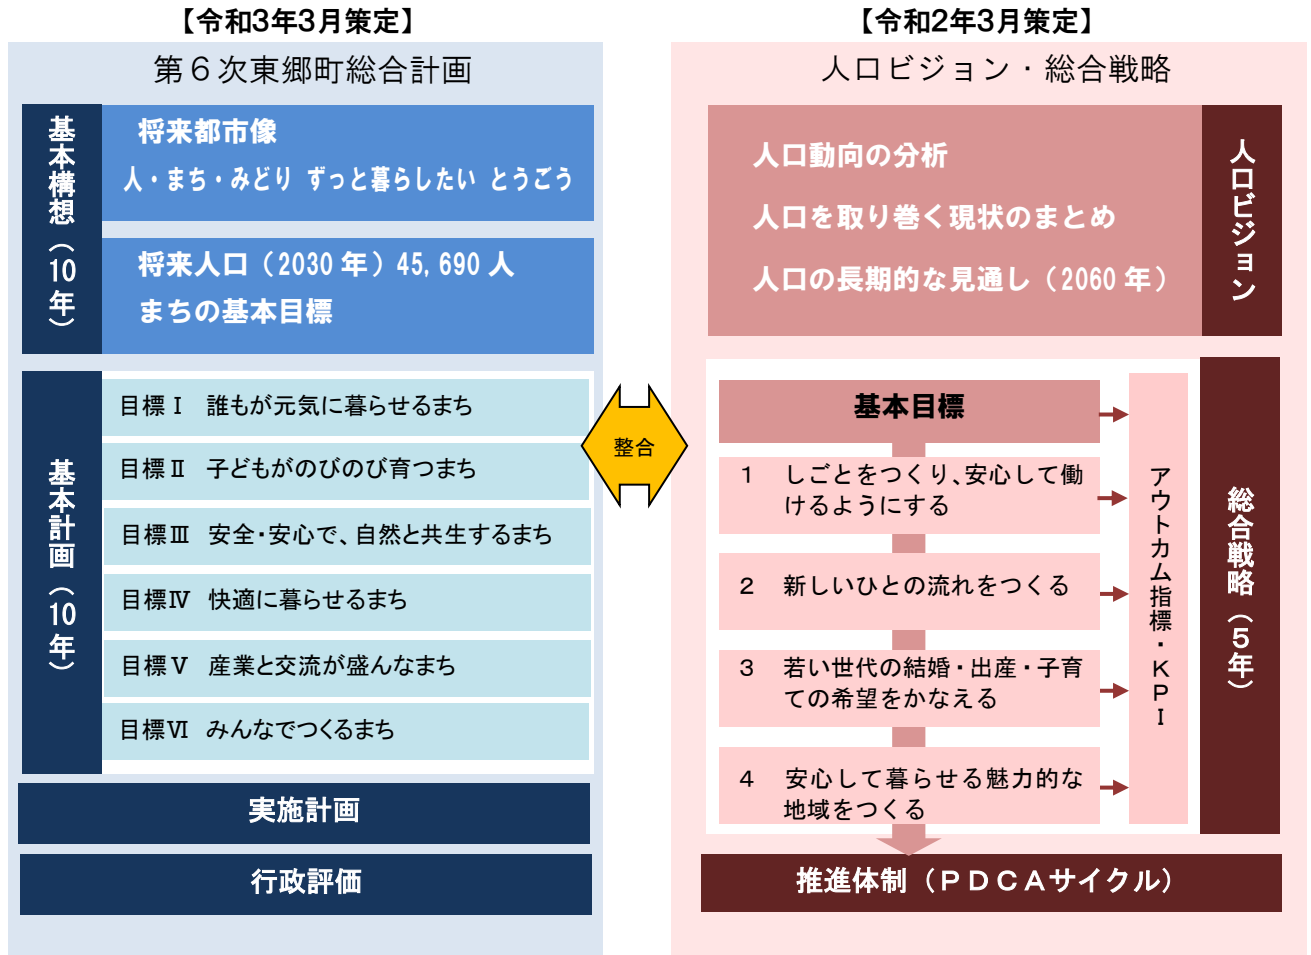 【令和3年3月策定】
第６次東郷町総合計画
基本構想（10年）
将来都市像
人・まち・みどり ずっと暮らしたい とうごう
将来人口（2030 年）45,690 人
まちの基本目標
基本計画（10年）
目標Ⅰ 誰もが元気に暮らせるまち
目標Ⅱ 子どもがのびのび育つまち
目標Ⅲ 安全・安心で、自然と共生するまち
目標Ⅳ 快適に暮らせるまち
目標Ⅴ 産業と交流が盛んなまち
目標Ⅵ みんなでつくるまち
実施計画
行政評価
整合
【令和2年3月策定】
人口ビジョン・総合戦略
人口動向の分析
人口を取り巻く現状のまとめ
人口の長期的な見通し（2060 年）
人口ビジョン
基本目標
１ しごとをつくり、安心して働
けるようにする
２ 新しいひとの流れをつくる
３ 若い世代の結婚・出産・子育
ての希望をかなえる
４ 安心して暮らせる魅力的な
地域をつくる
アウトカム指標・ＫＰＩ
総合戦略（５年）
推進体制（ＰＤＣＡサイクル）